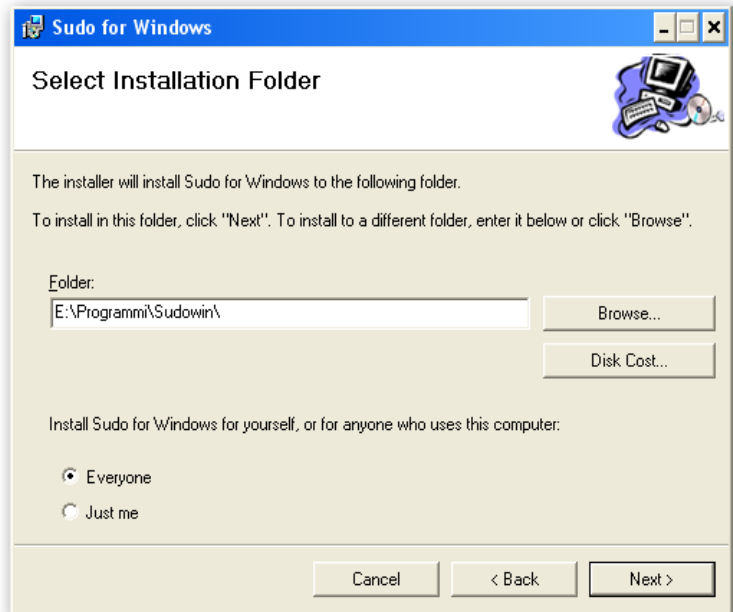 Sudo for Windows
Select Installation Folder
The installer will install Sudo for Windows to the following folder.
To install in this folder, click "Next". To install to a different folder, enter it below or click "Browse".
Folder:
E:\Programmi\Sudowin\
Browse...
Disk Cost...
Install Sudo for Windows for yourself, or for anyone who uses this computer:
Everyone
Just me
Cancel
< Back
Next >